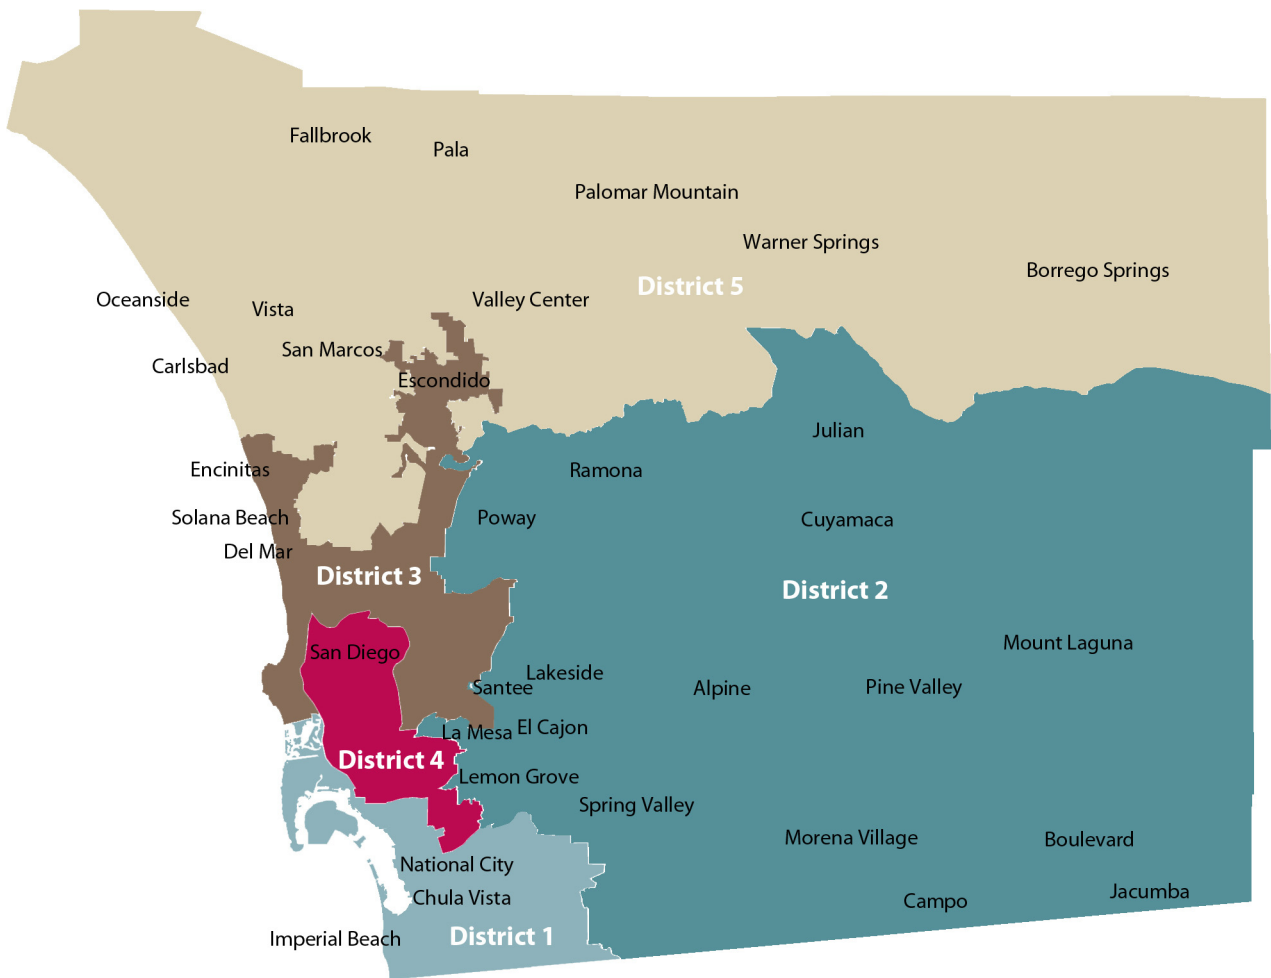 Fallbrook
Pala
Palomar Mountain
Warner Springs
Borrego Springs
District 5
Oceanside
Vista
Valley Center
San Marcos
Carlsbad
Escondido
Julian
Encinitas
Ramona
Solana Beach
Poway
Cuyamaca
Del Mar
District 3
District 2
San Diego
Mount Laguna
Lakeside
Santee
Alpine
Pine Valley
La Mesa
El Cajon
District 4
Lemon Grove
Spring Valley
Morena Village
Boulevard
National City
Chula Vista
Jacumba
Campo
Imperial Beach
District 1